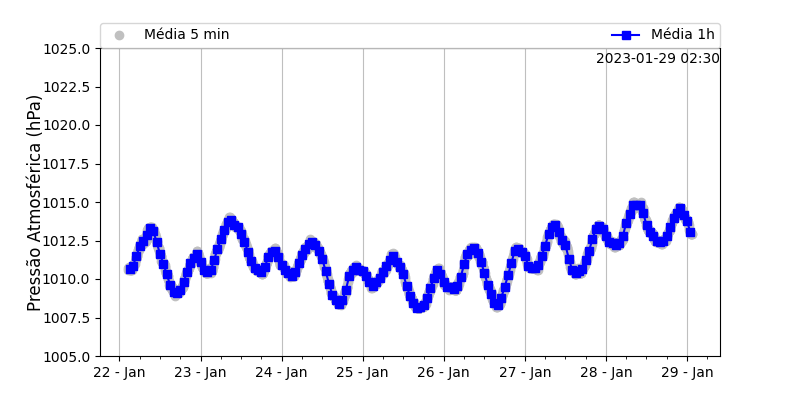 Média 5 min
Média 1h
2023-01-29 02:30
Pressão Atmosférica (hPa)
1025.0
1022.5
1020.0
1017.5
1015.0
1012.5
1010.0
1007.5
1005.0
22 - Jan
23 - Jan
24 - Jan
25 - Jan
26 - Jan
27 - Jan
28 - Jan
29 - Jan